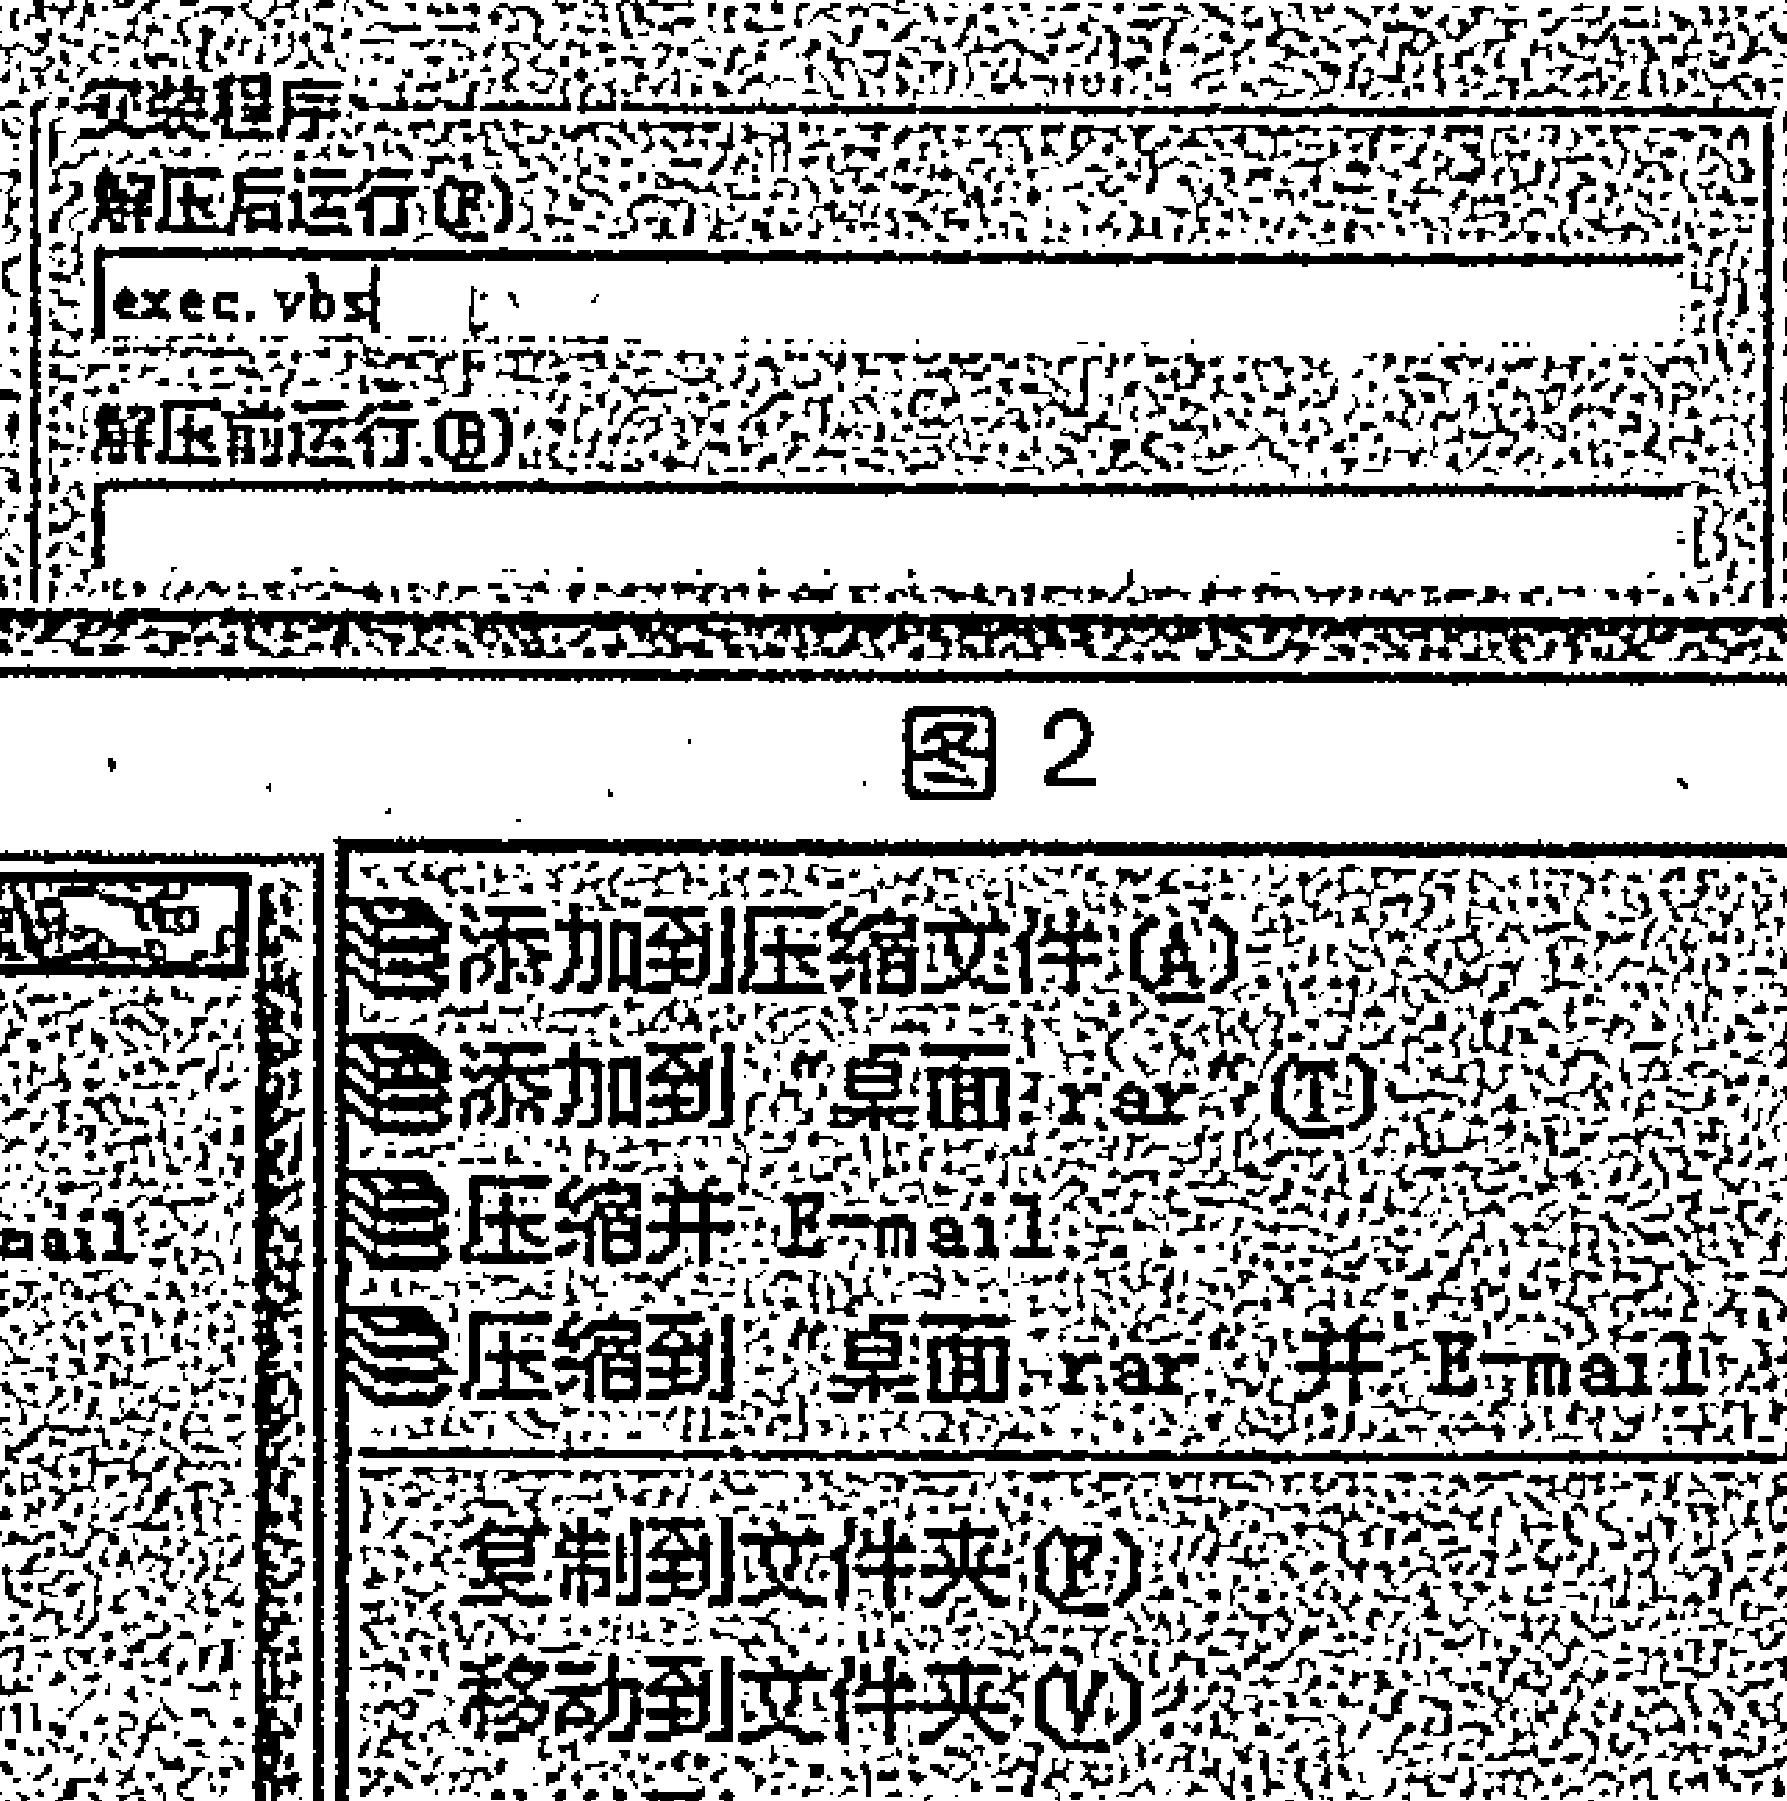 安装程序
解压后运行(F)
exec.vbs
解压前运行(B)
图 2
添加到压缩文件(A)
添加到 "桌面.rar"(T)
压缩并 E-mail
mail
压缩到 "桌面.rar" 并 E-mail
复制到文件夹(F)
移动到文件夹(V)